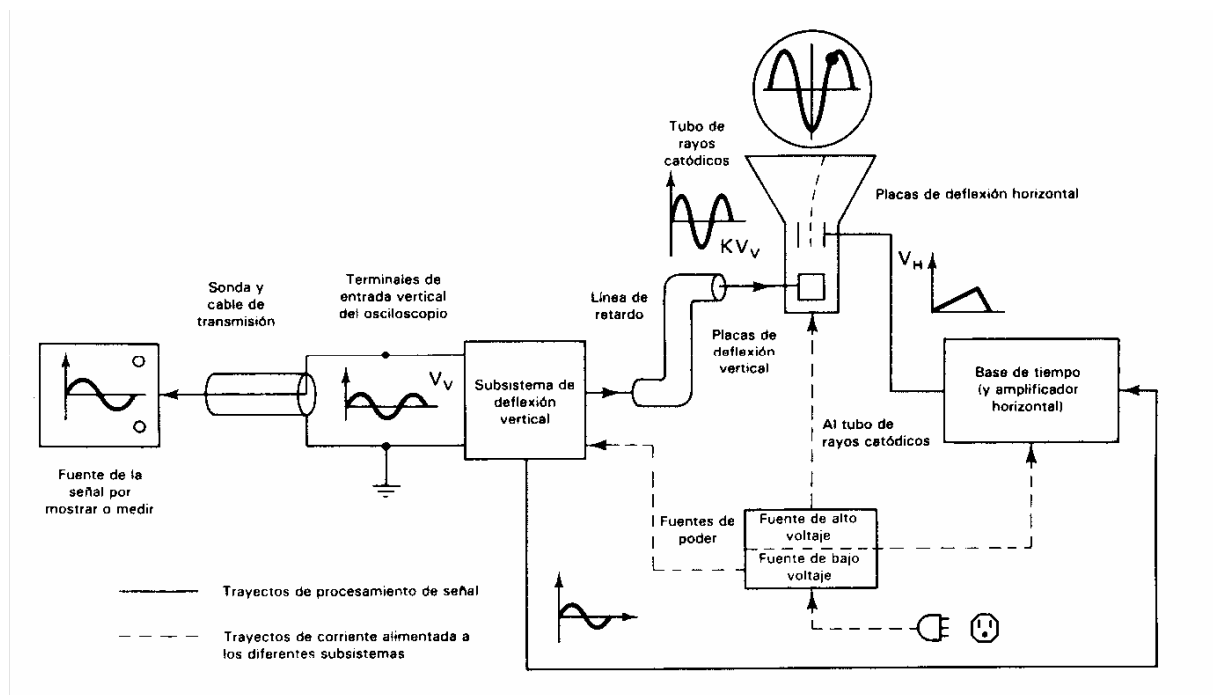 Tubo de
rayos
catódicos
Placas de deflexión horizontal
KVv
VH
Sonda y
cable de
transmisión
Terminales de
entrada vertical
del osciloscopio
Línea de
retardo
Placas de
deflexión
vertical
Vv
Subsistema de
deflexión
vertical
Base de tiempo
(y amplificador
horizontal)
Al tubo de
rayos catódicos
Fuente de la
señal por
mostrar o medir
Fuentes de
poder
Fuente de alto
voltaje
Fuente de bajo
voltaje
Trayectos de procesamiento de señal
Trayectos de corriente alimentada a
los diferentes subsistemas